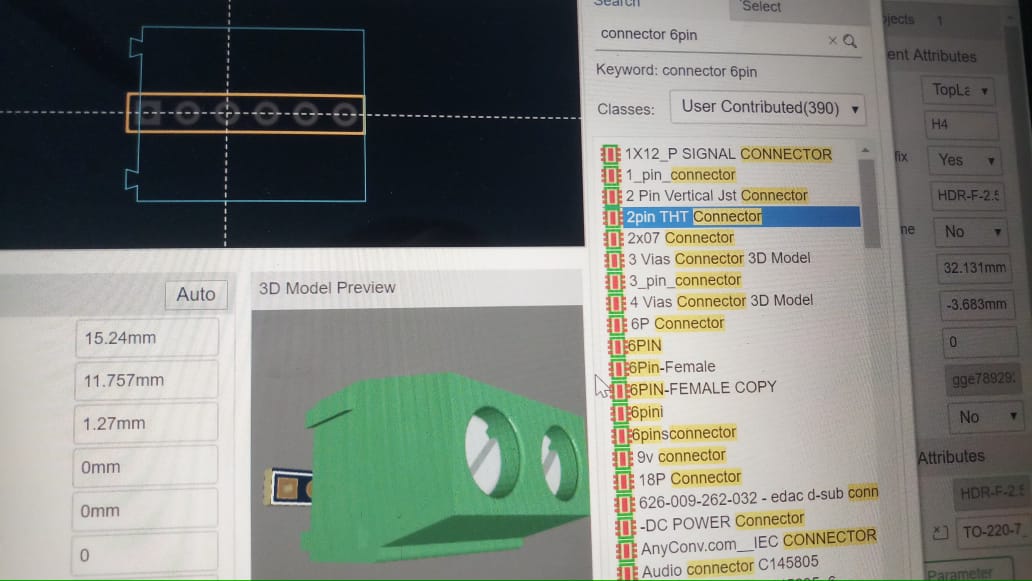 Search
Select
connector 6pin
×
Keyword: connector 6pin
Classes:
User Contributed(390)
1X12_P SIGNAL CONNECTOR
1_pin_connector
2 Pin Vertical Jst Connector
2pin THT Connector
2x07 Connector
3 Vias Connector 3D Model
3_pin_connector
4 Vias Connector 3D Model
6P Connector
6PIN
6Pin-Female
6PIN-FEMALE COPY
6pini
6pinsconnector
9v connector
18P Connector
626-009-262-032 - edac d-sub conn
-DC POWER Connector
AnyConv.com__IEC CONNECTOR
Audio connector C145805
Auto
3D Model Preview
15.24mm
11.757mm
1.27mm
0mm
0mm
0
ojects 1
ent Attributes
TopLa
H4
fix
Yes
HDR-F-2.5
me
No
32.131mm
-3.683mm
0
gge78929
No
Attributes
HDR-F-2.5
TO-220-7
Parameter